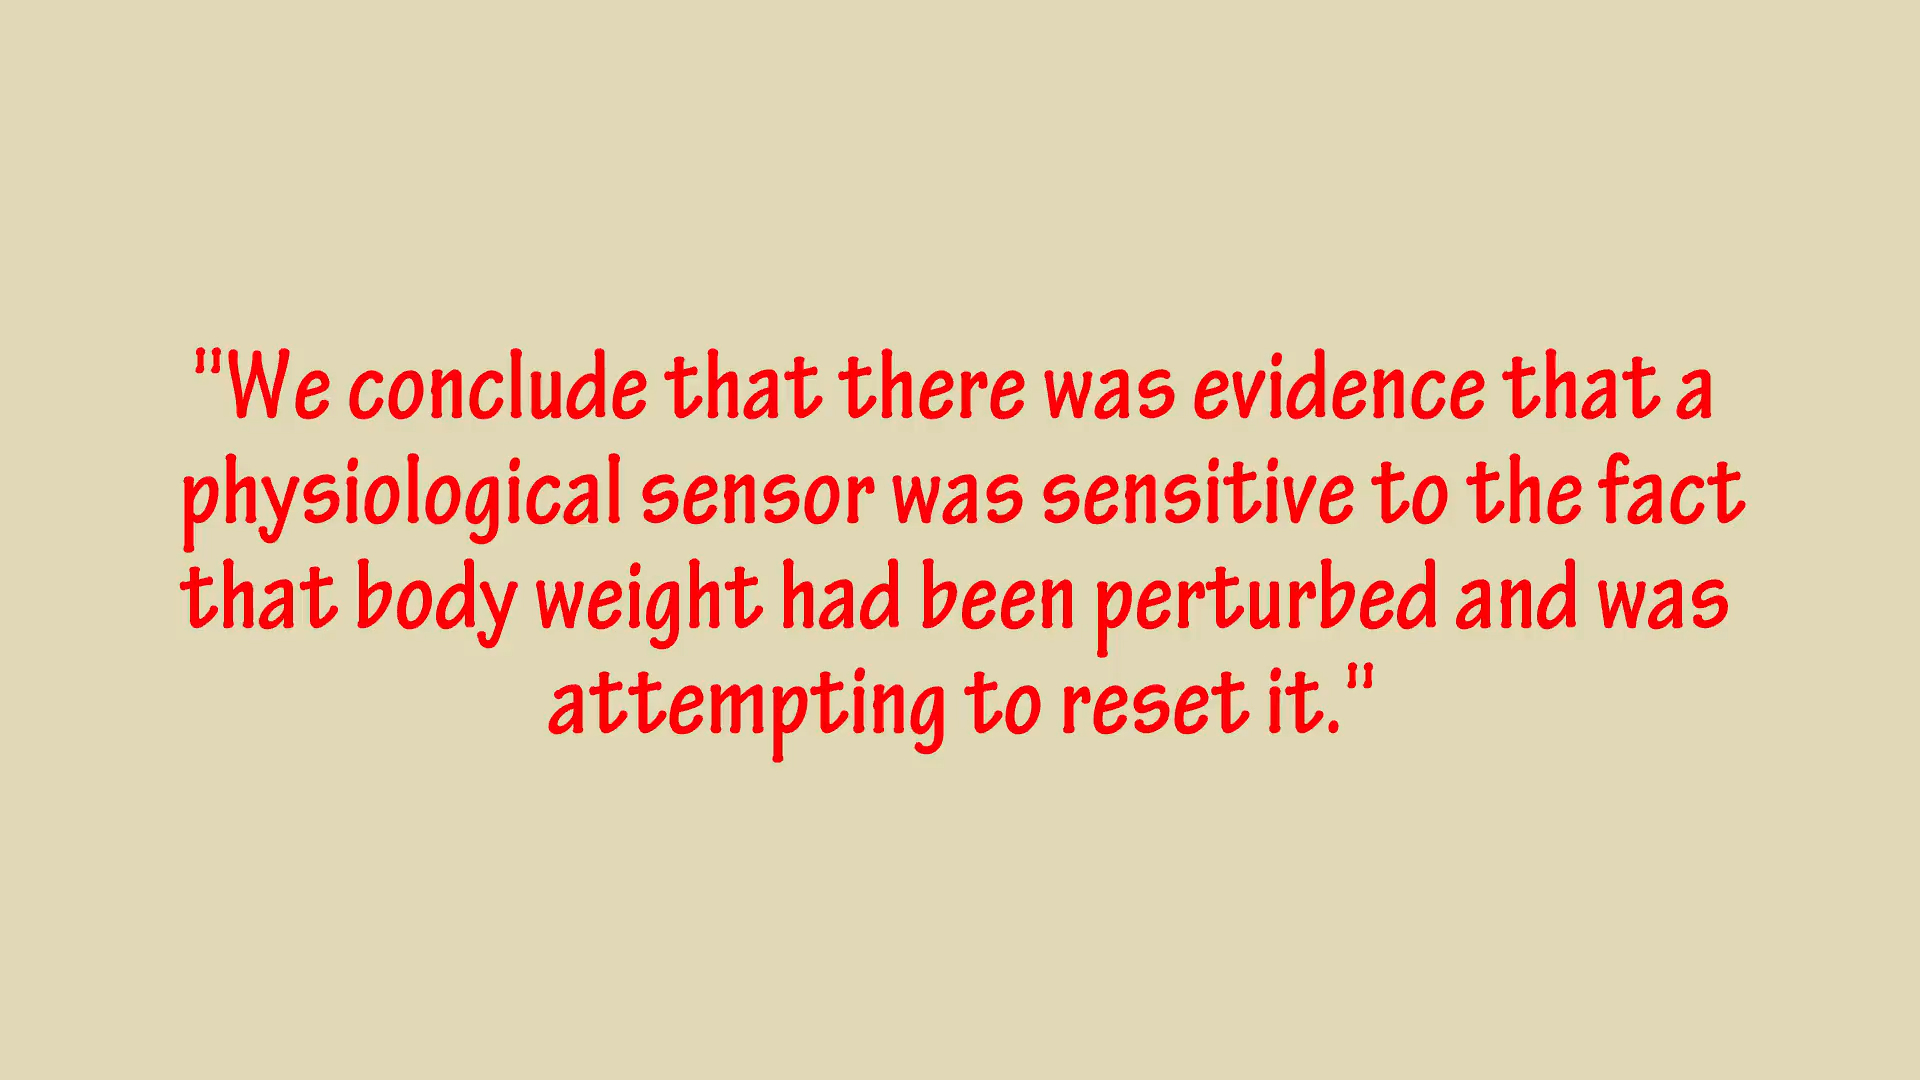 "We conclude that there was evidence that a
physiological sensor was sensitive to the fact
that body weight had been perturbed and was
attempting to reset it."